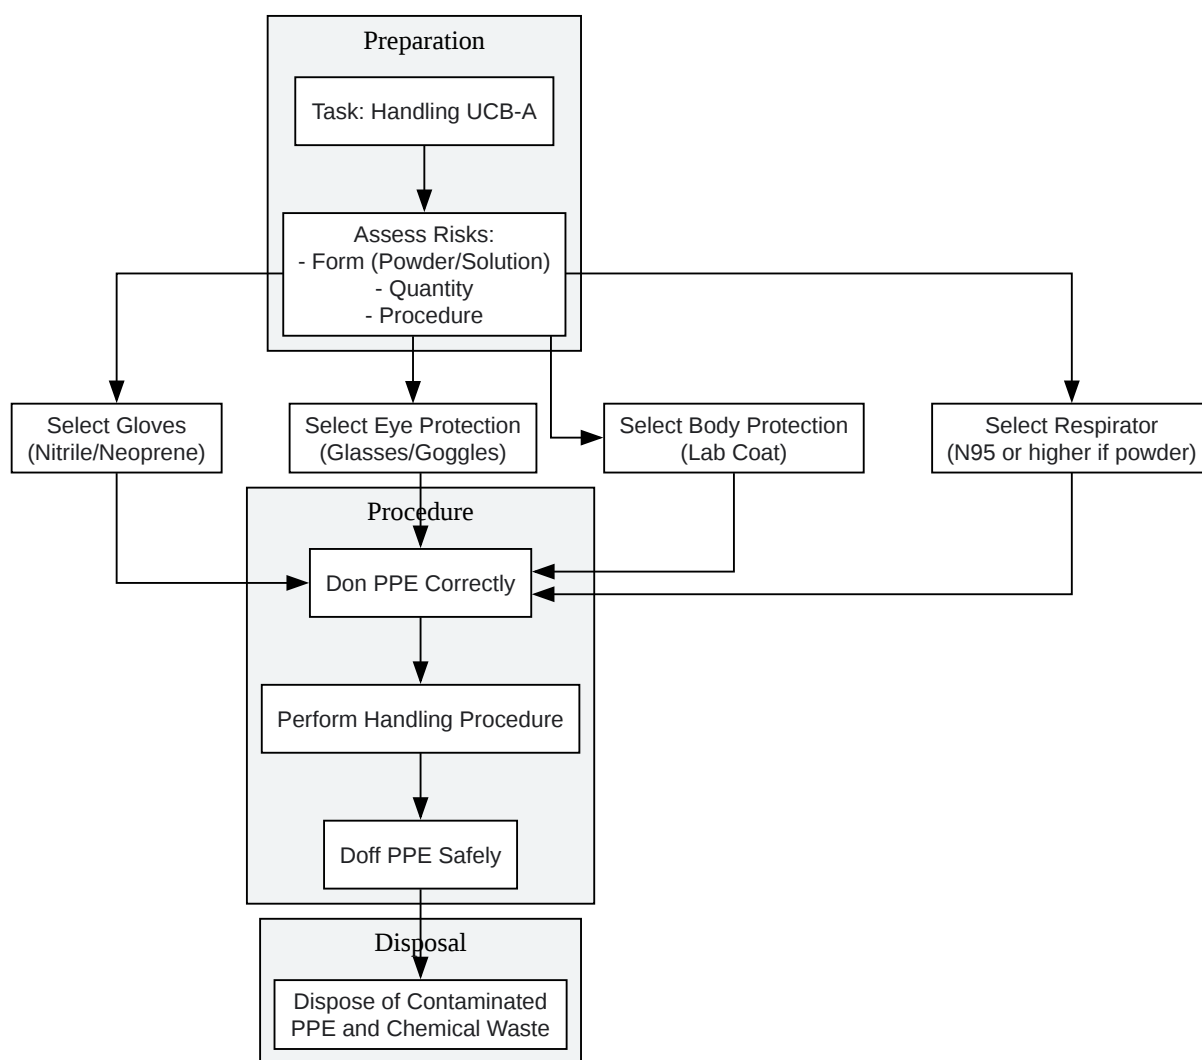 Preparation
Task: Handling UCB-A
Assess Risks:
- Form (Powder/Solution)
- Quantity
- Procedure
Select Gloves
(Nitrile/Neoprene)
Select Eye Protection
(Glasses/Goggles)
Select Body Protection
(Lab Coat)
Select Respirator
(N95 or higher if powder)
Procedure
Don PPE Correctly
Perform Handling Procedure
Doff PPE Safely
Disposal
Dispose of Contaminated
PPE and Chemical Waste